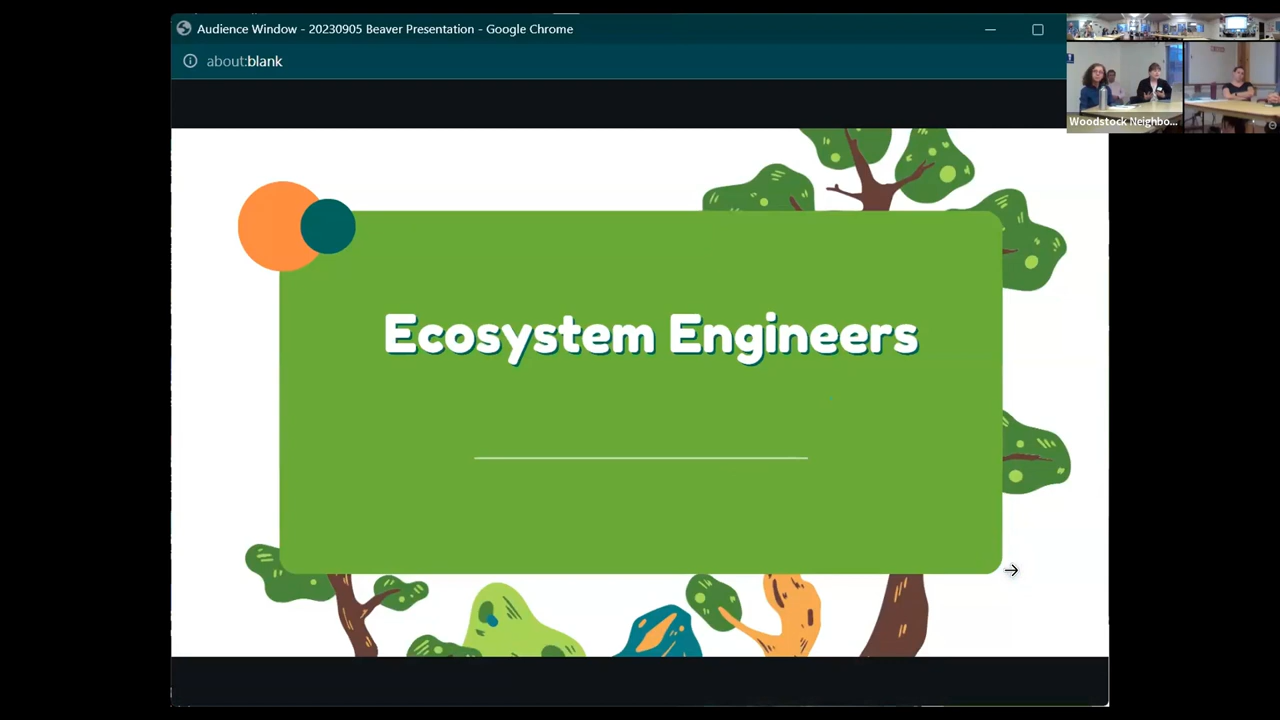 Audience Window - 20230905 Beaver Presentation - Google Chrome
about:blank
Woodstock Neighbo...
Ecosystem Engineers